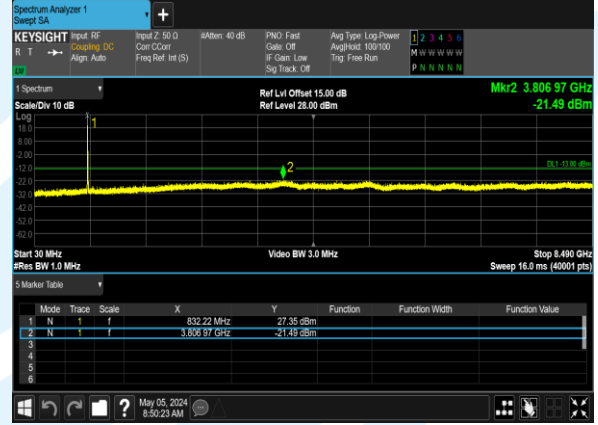 Spectrum Analyzer 1
Swept SA
KEYSIGHT Input: RF Input Z: 50 Ω #Atten: 40 dB PNO: Fast Avg Type: Log-Power 1 2 3 4 5 6
R T Coupling: DC Corr CCorr Gate: Off Avg|Hold: 100/100 M W W W W W
Align: Auto Freq Ref: Int (S) IF Gain: Low Trig: Free Run P N N N N N
Sig Track: Off
1 Spectrum Ref Lvl Offset 15.00 dB Mkr2 3.806 97 GHz
Scale/Div 10 dB Ref Level 28.00 dBm -21.49 dBm
Log
1
18.0
8.00
-2.00
-12.0 2 DL1 -13.00 dBm
-22.0
-32.0
-42.0
-52.0
-62.0
Start 30 MHz Video BW 3.0 MHz Stop 8.490 GHz
#Res BW 1.0 MHz Sweep 16.0 ms (40001 pts)
5 Marker Table
Mode Trace Scale X Y Function Function Width Function Value
1 N 1 f 832.22 MHz 27.35 dBm
2 N 1 f 3.806 97 GHz -21.49 dBm
3
4
5
6
? May 05, 2024
8:50:23 AM